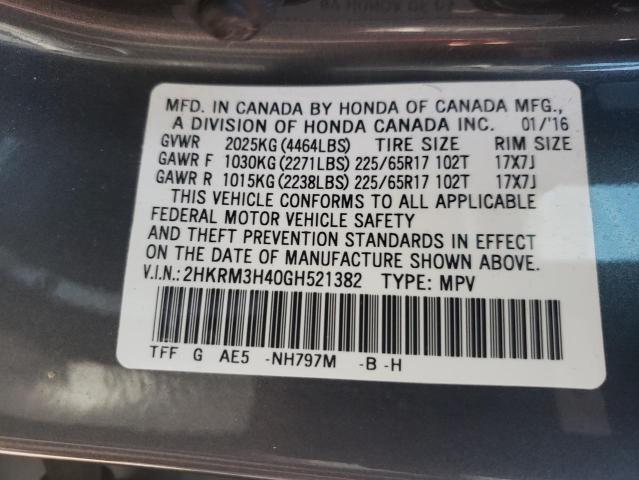 MFD. IN CANADA BY HONDA OF CANADA MFG.,
A DIVISION OF HONDA CANADA INC. 01/'16
GVWR 2025KG (4464LBS) TIRE SIZE RIM SIZE
GAWR F 1030KG (2271LBS) 225/65R17 102T 17X7J
GAWR R 1015KG (2238LBS) 225/65R17 102T 17X7J
THIS VEHICLE CONFORMS TO ALL APPLICABLE
FEDERAL MOTOR VEHICLE SAFETY
AND THEFT PREVENTION STANDARDS IN EFFECT
ON THE DATE OF MANUFACTURE SHOWN ABOVE.
V.I.N.: 2HKRM3H40GH521382 TYPE: MPV
TFF G AE5 -NH797M -B -H